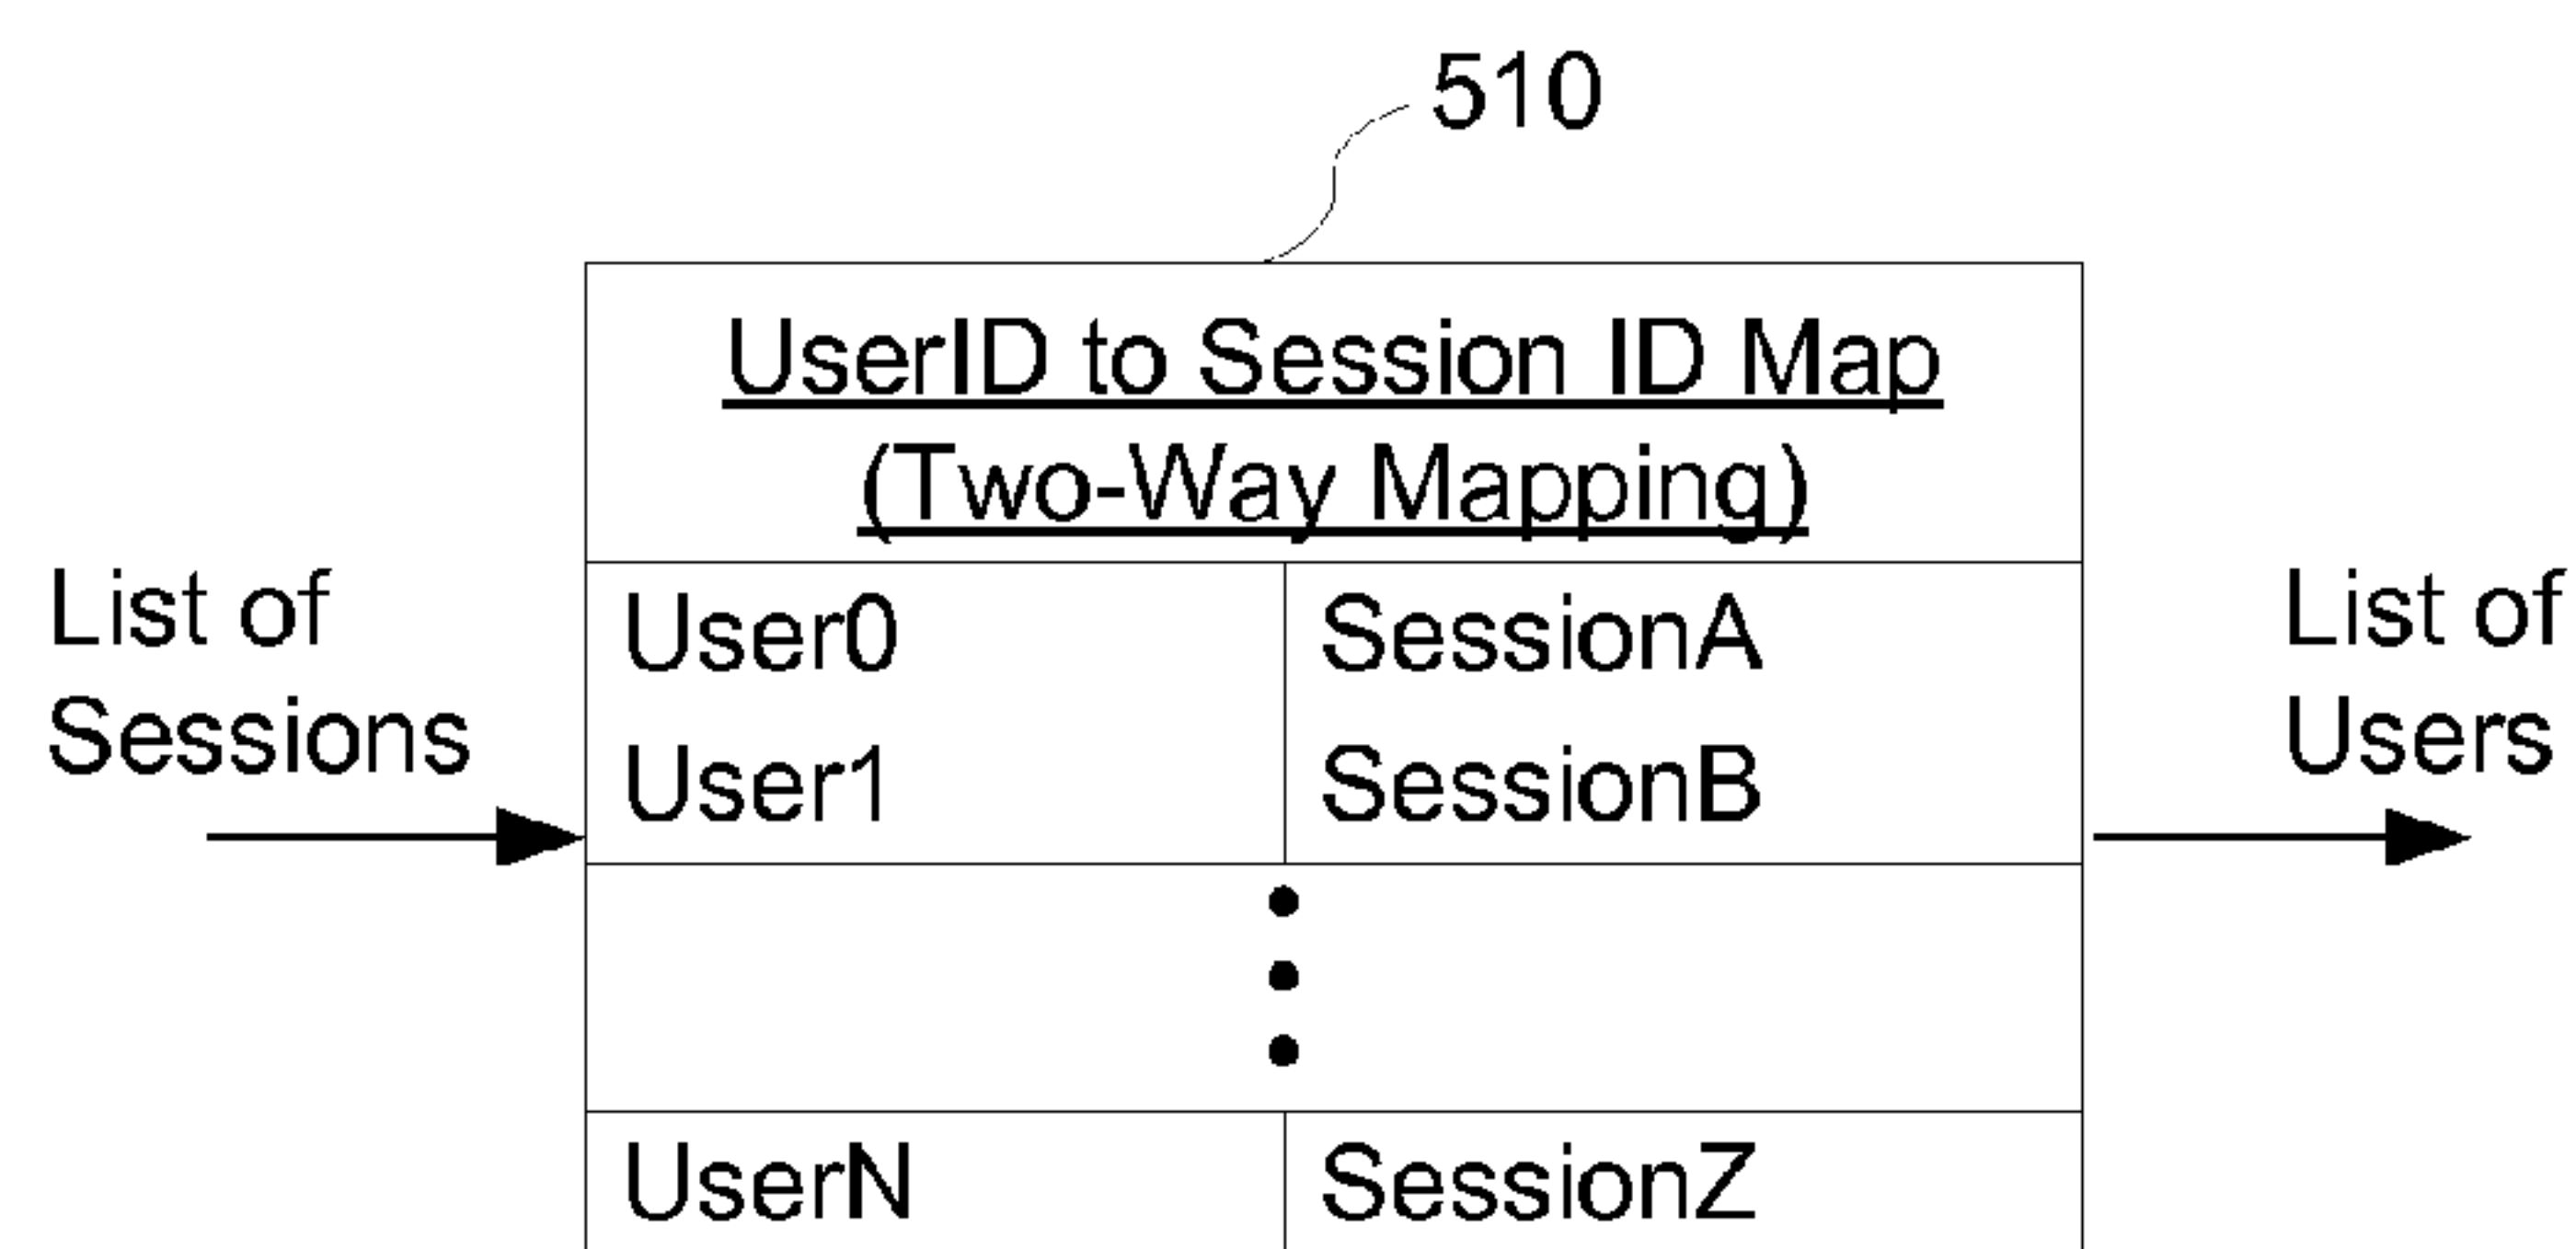 510
UserID to Session ID Map
(Two-Way Mapping)
List of
Sessions
User0 SessionA
User1 SessionB
UserN SessionZ
List of
Users